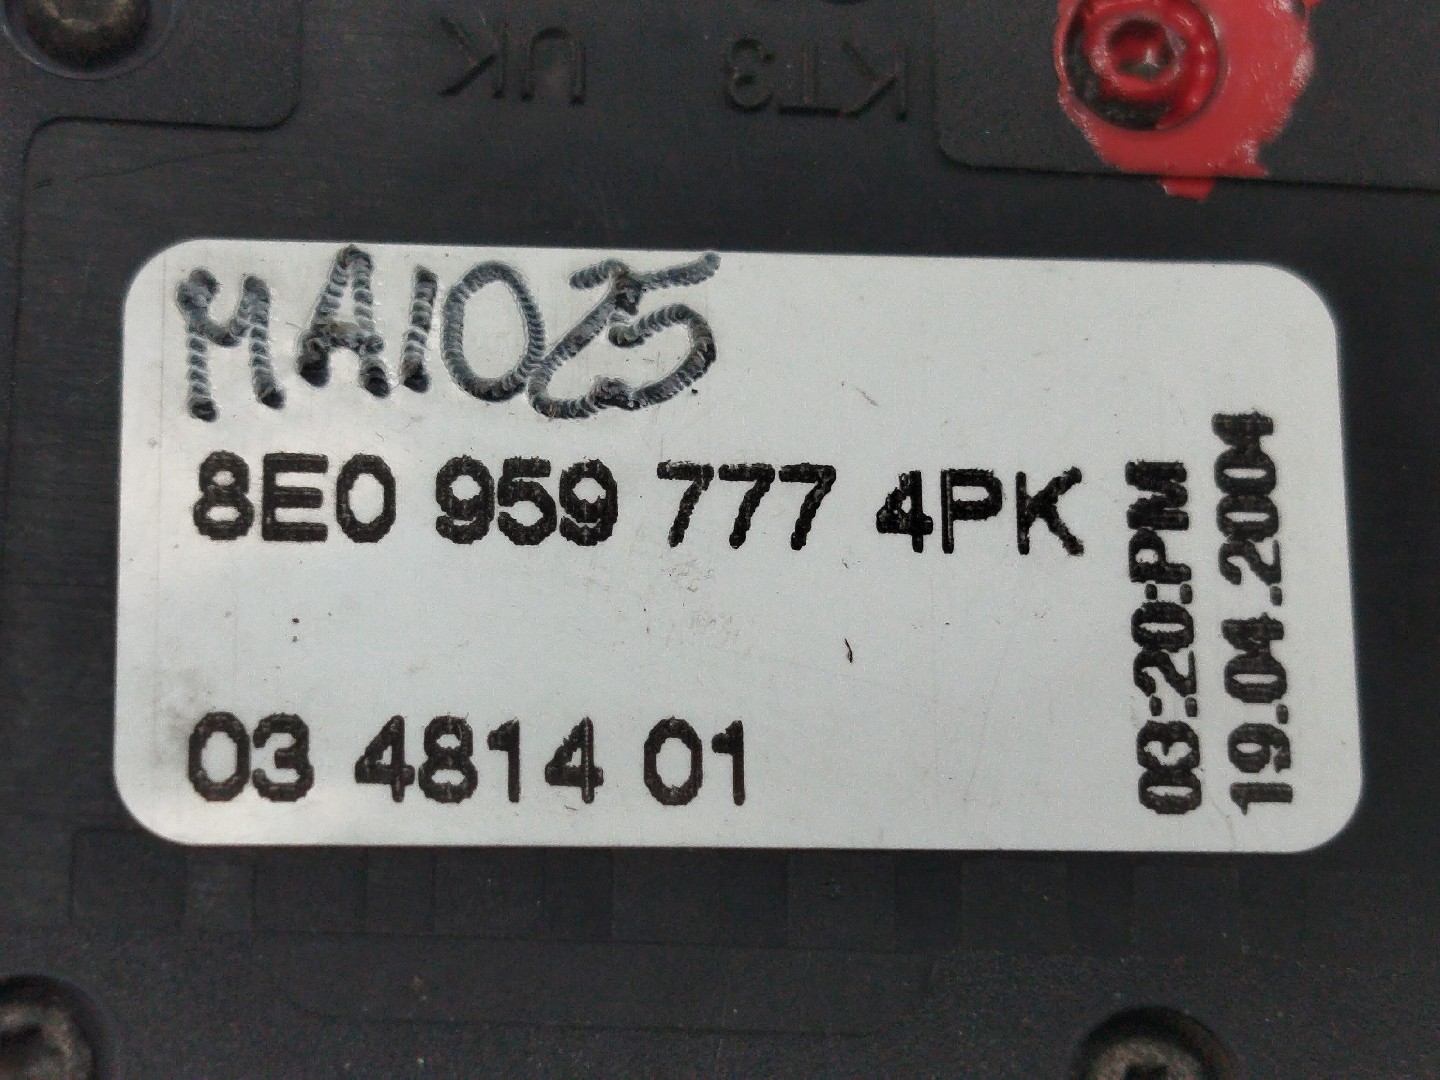 UK KT3
MA1025
8E0 959 777 4PK
03 4814 01
03:20:PM
19.04.2004